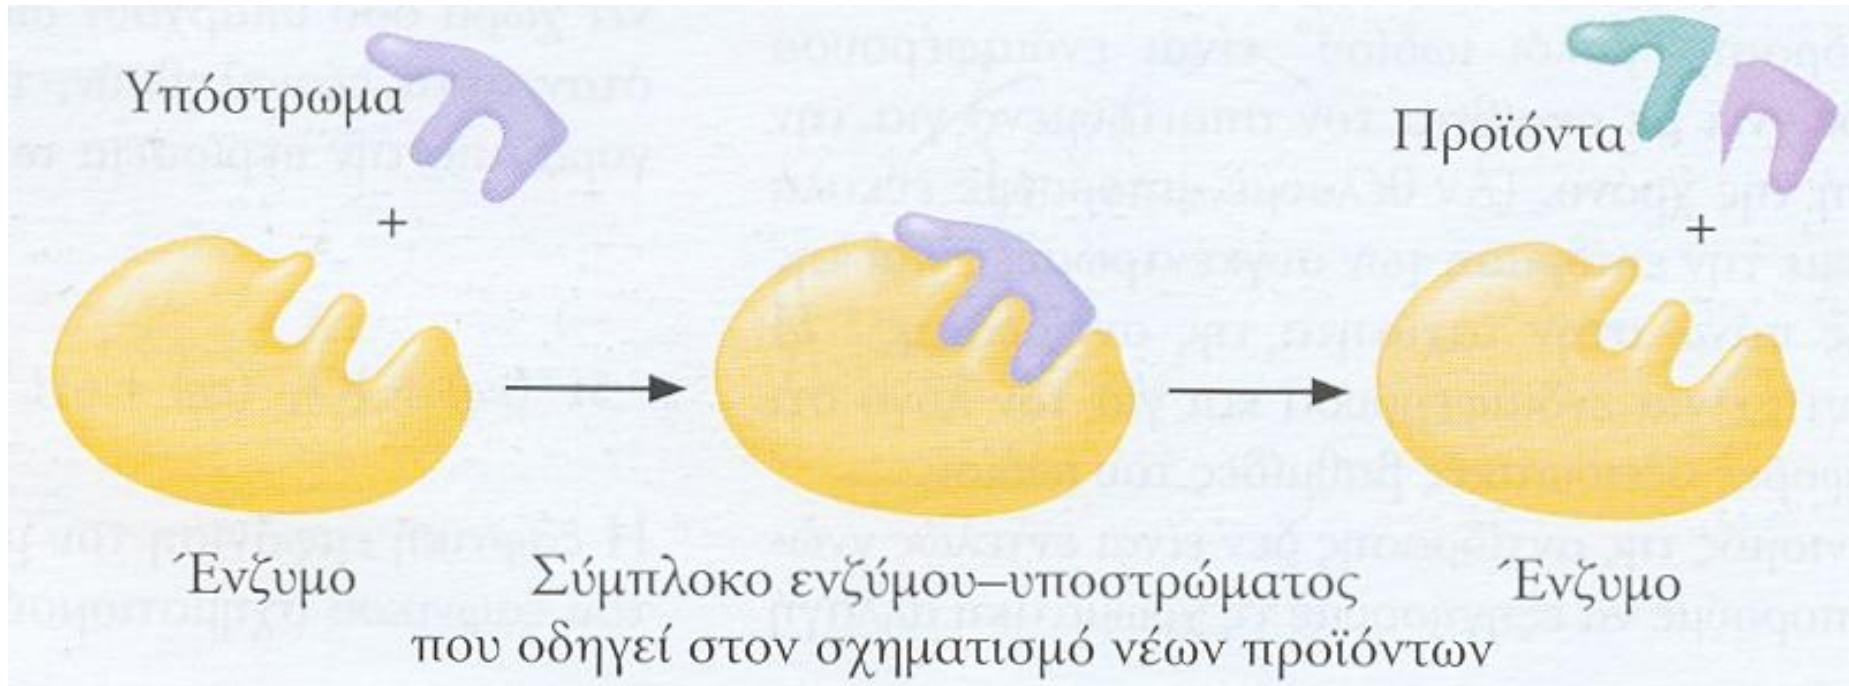 Υπόστρωμα
+
Προϊόντα
+
Ένζυμο
Σύμπλοκο ενζύμου–υποστρώματος
που οδηγεί στον σχηματισμό νέων προϊόντων
Ένζυμο